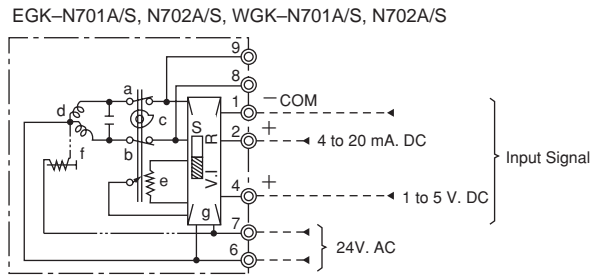 EGK–N701A/S, N702A/S, WGK–N701A/S, N702A/S
9
8
a
1 – COM
d
c
S
R
2 + 4 to 20 mA. DC
Input Signal
b
f
V.I
e
4 + 1 to 5 V. DC
g
7
24V. AC
6